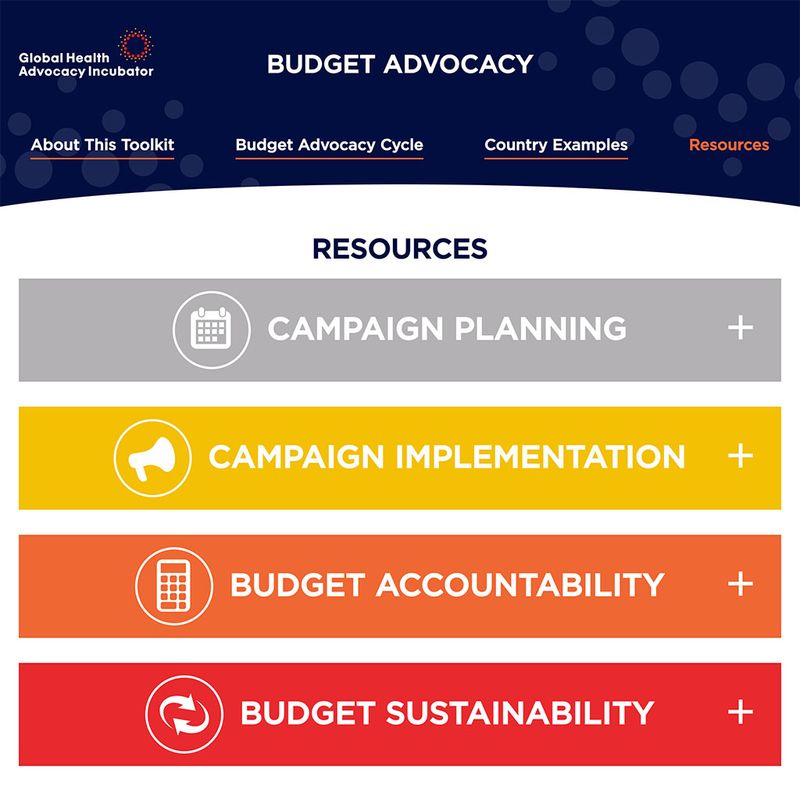 Global Health
Advocacy Incubator
BUDGET ADVOCACY
About This Toolkit
Budget Advocacy Cycle
Country Examples
Resources
RESOURCES
CAMPAIGN PLANNING +
CAMPAIGN IMPLEMENTATION +
BUDGET ACCOUNTABILITY +
BUDGET SUSTAINABILITY +